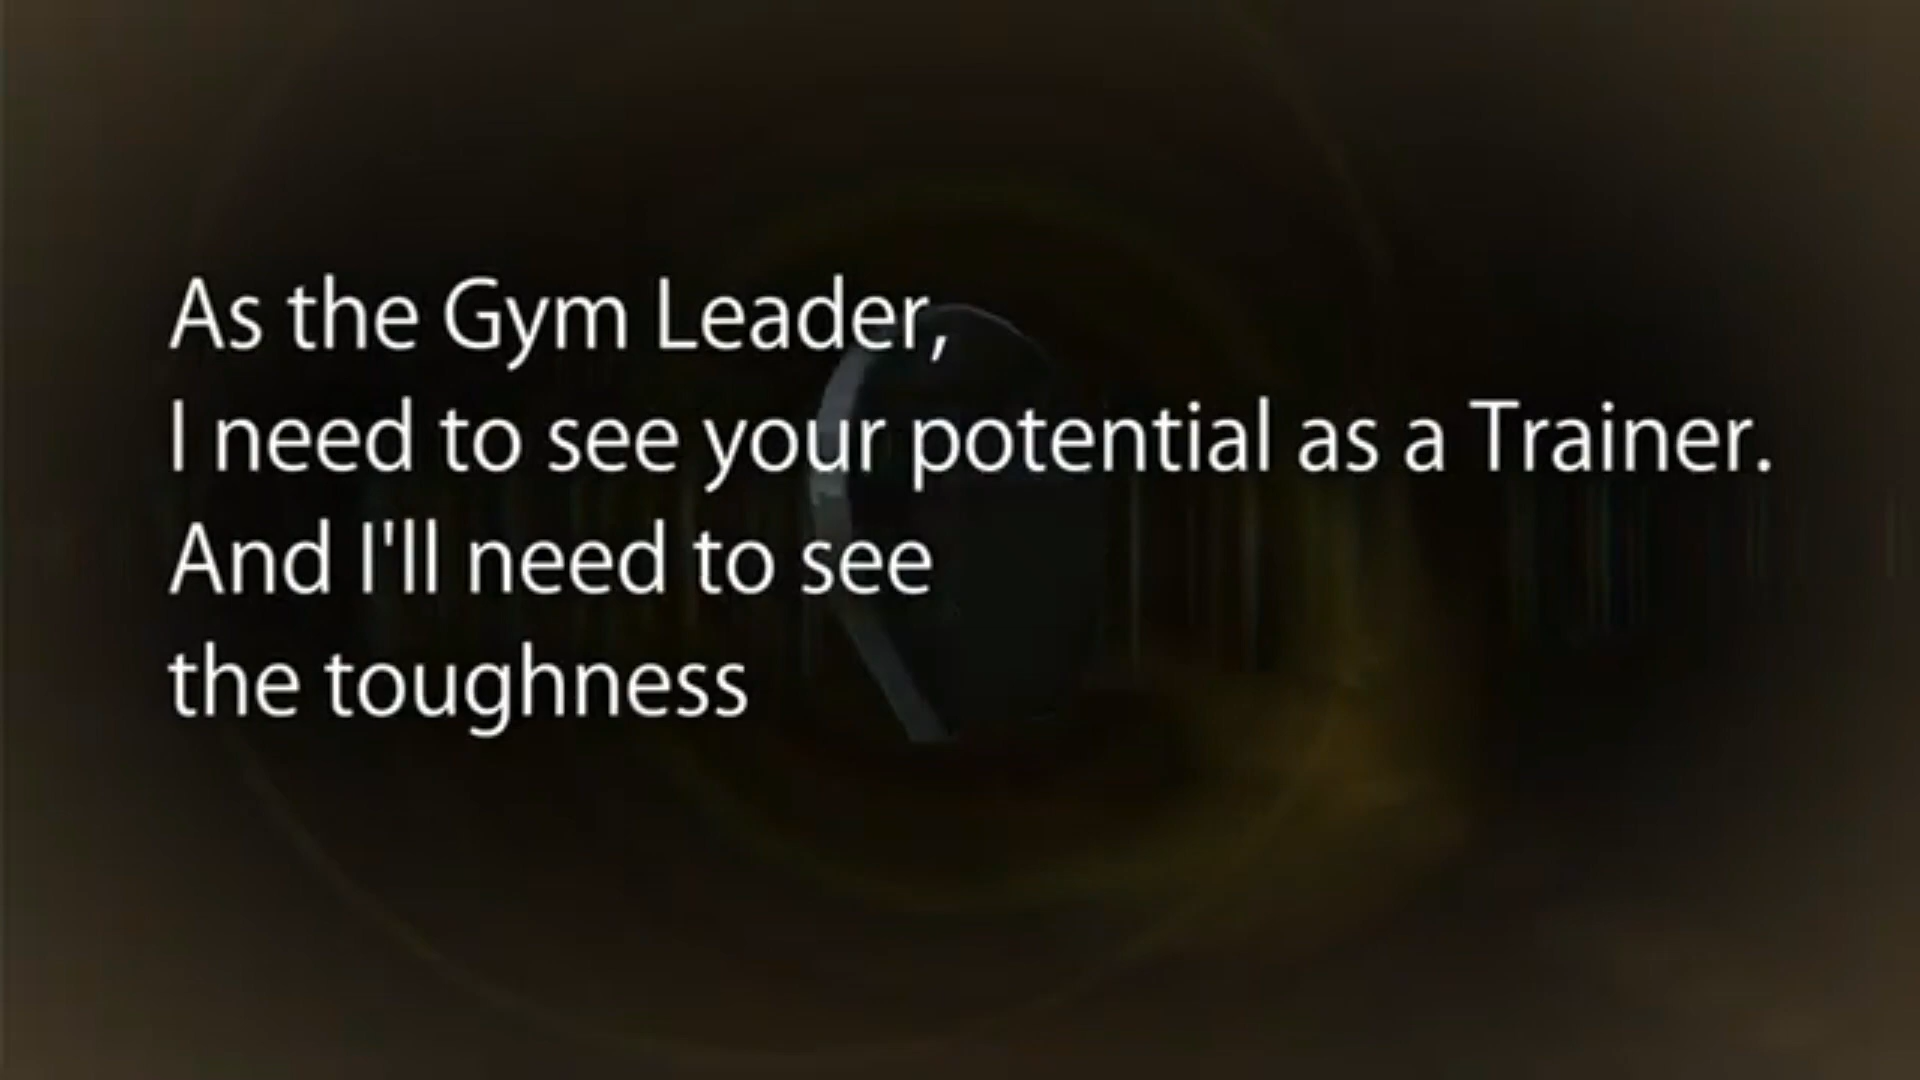 As the Gym Leader,
I need to see your potential as a Trainer.
And I'll need to see
the toughness